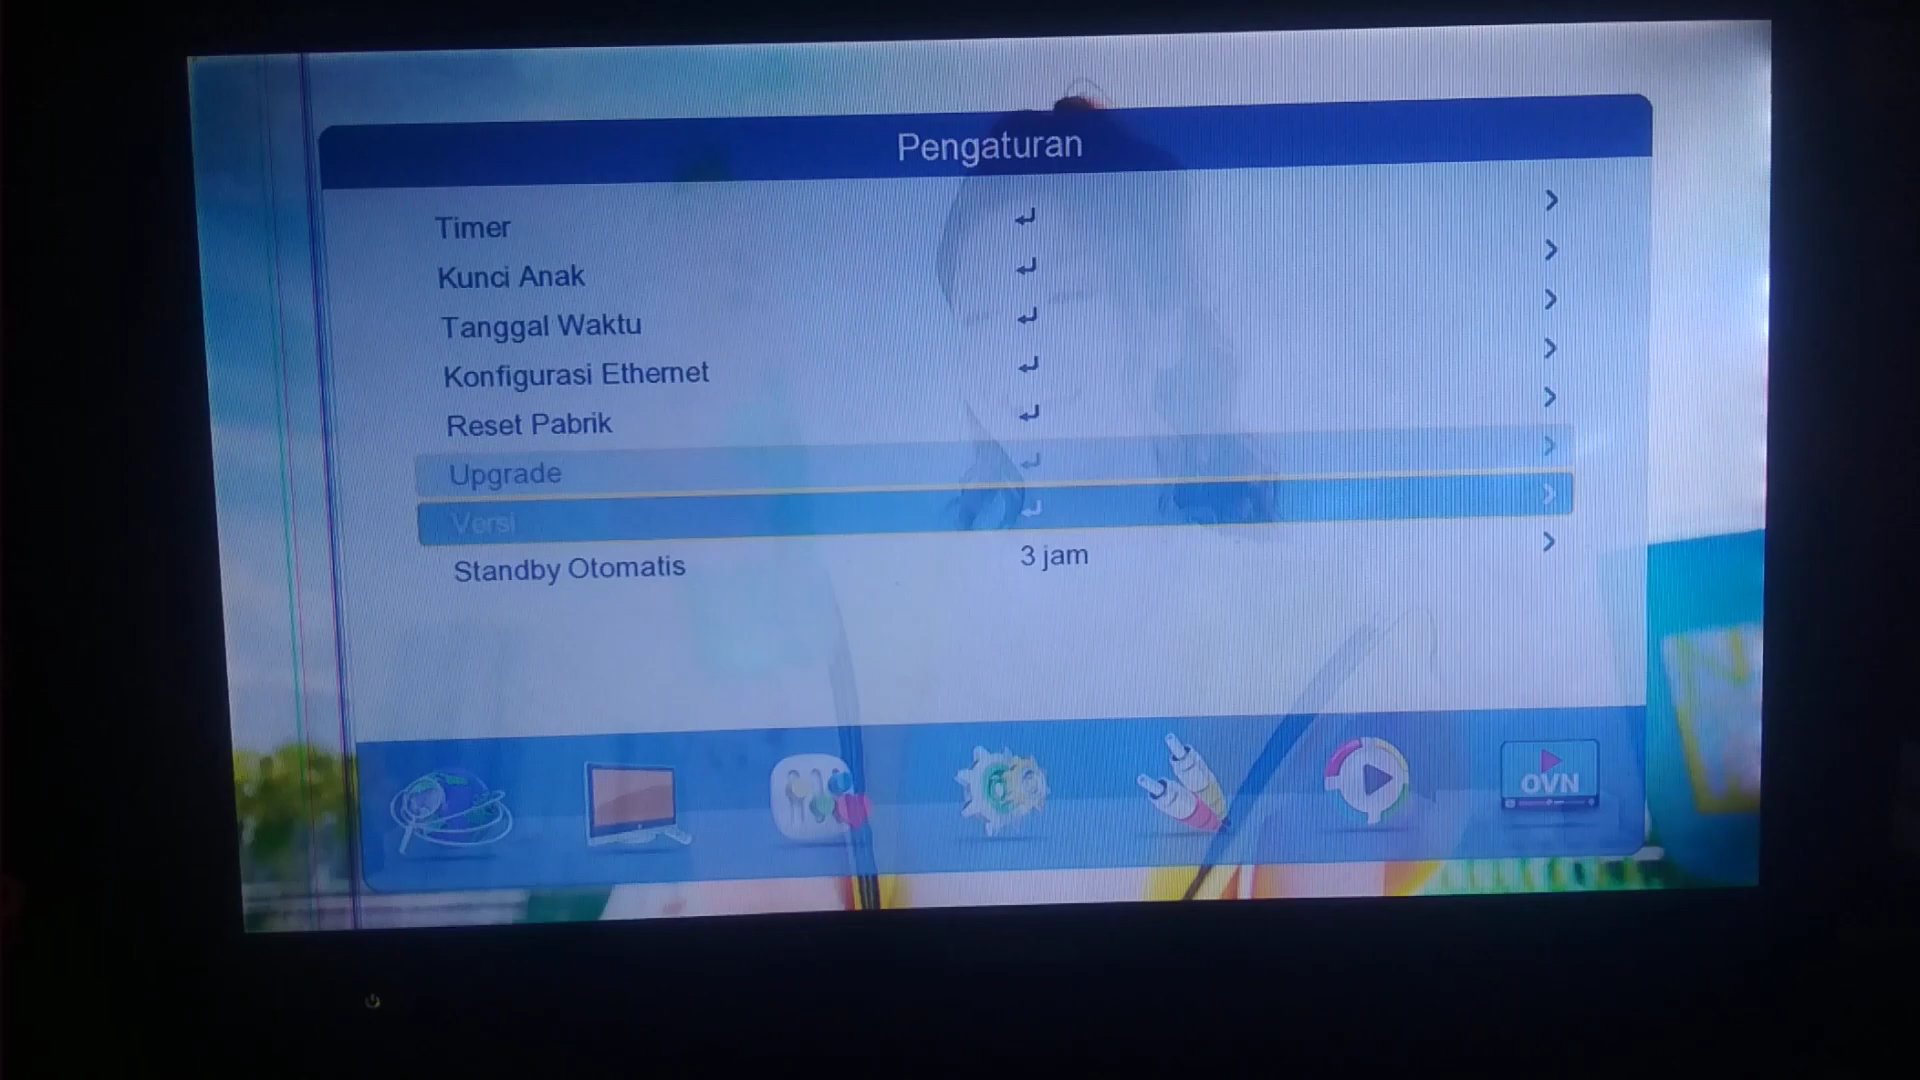 Pengaturan
Timer
Kunci Anak
Tanggal Waktu
Konfigurasi Ethernet
Reset Pabrik
Upgrade
Versi
Standby Otomatis 3 jam
OVN